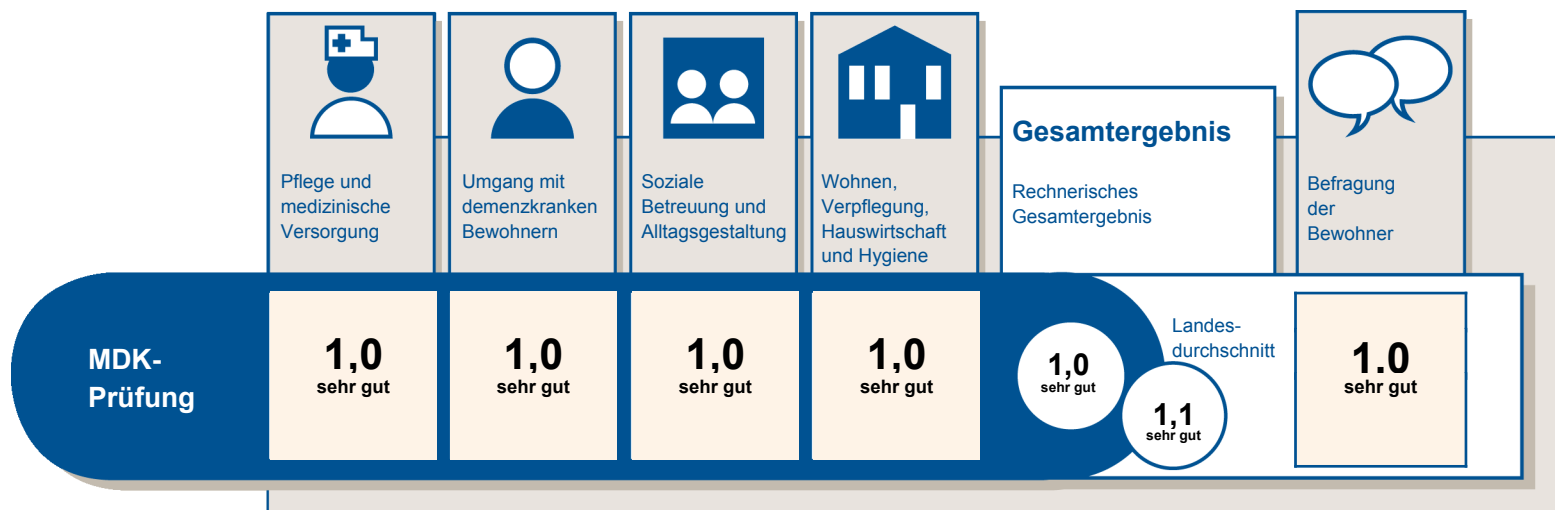 Pflege und
medizinische
Versorgung
Umgang mit
demenzkranken
Bewohnern
Soziale
Betreuung und
Alltagsgestaltung
Wohnen,
Verpflegung,
Hauswirtschaft
und Hygiene
Gesamtergebnis
Rechnerisches
Gesamtergebnis
Befragung
der
Bewohner
MDK-
Prüfung
1,0
sehr gut
1,0
sehr gut
1,0
sehr gut
1,0
sehr gut
1,0
sehr gut
Landes-
durchschnitt
1,1
sehr gut
1.0
sehr gut